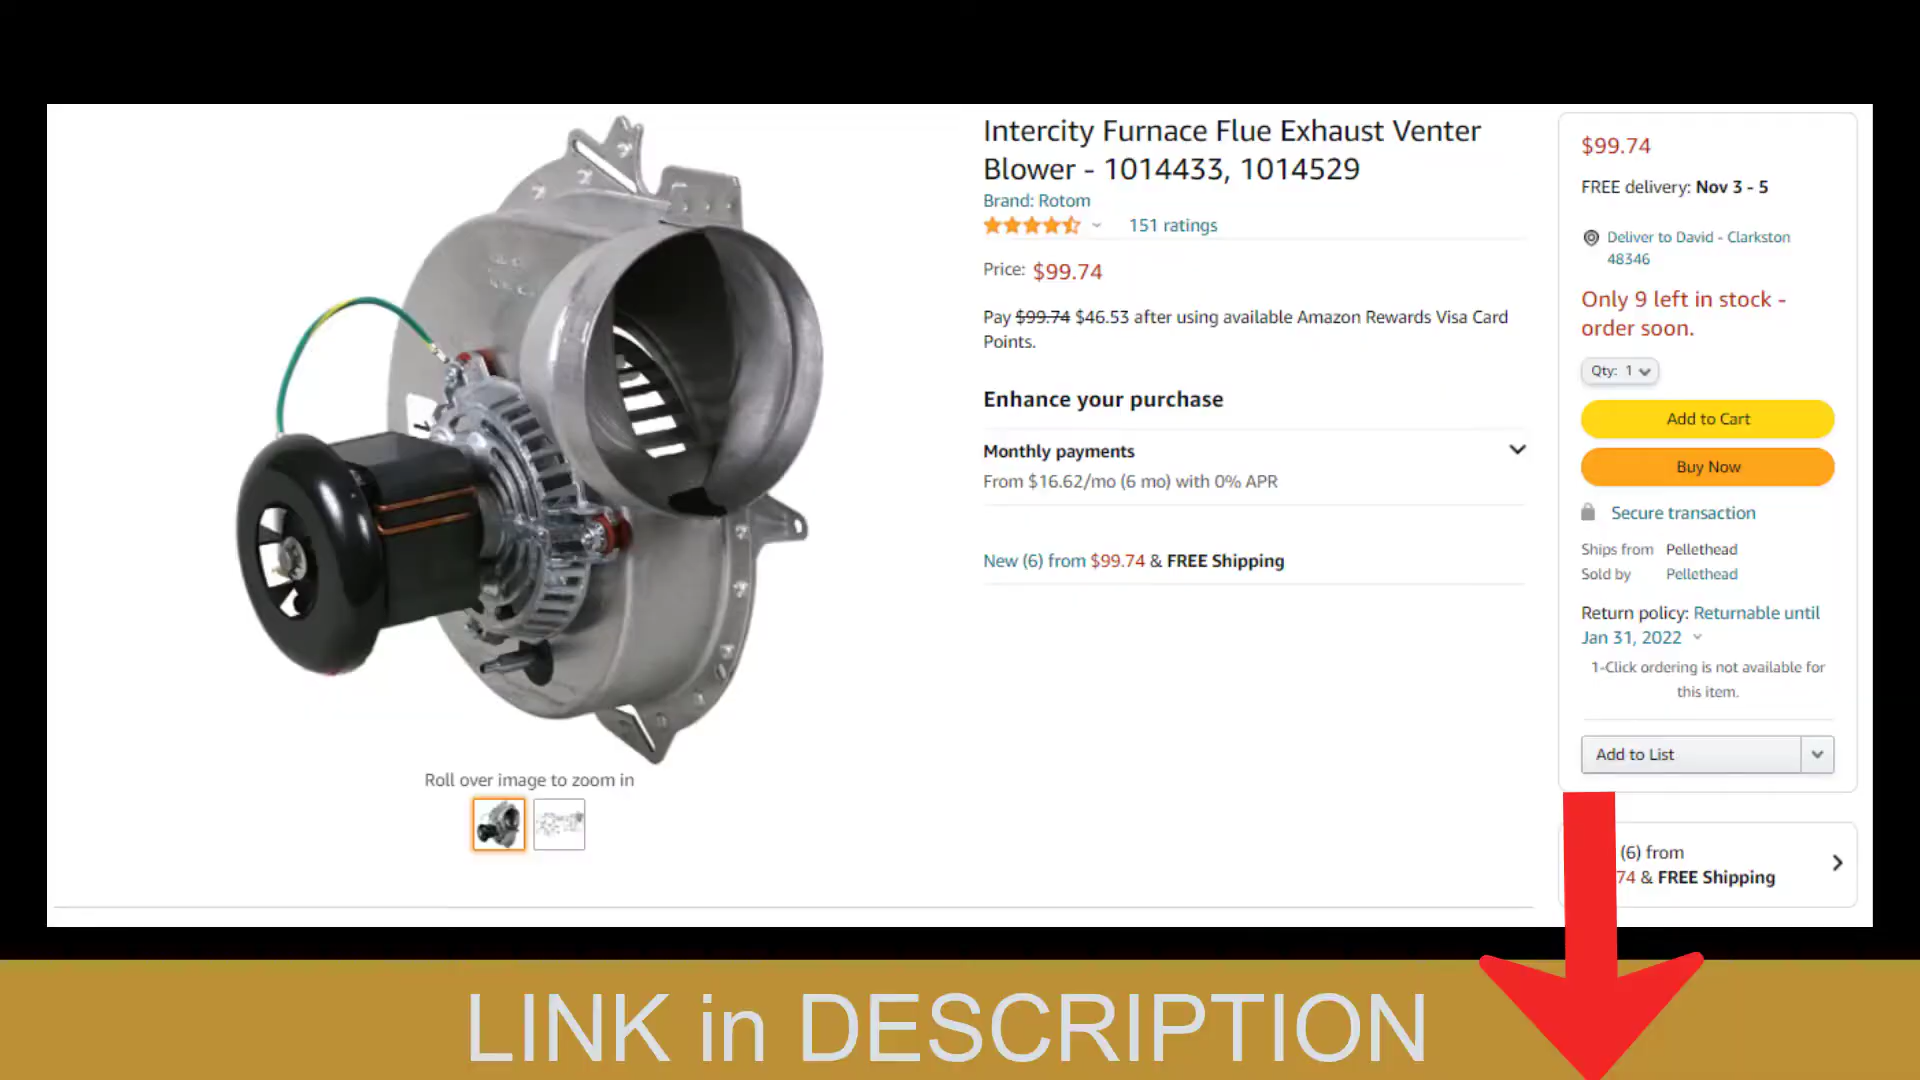 Intercity Furnace Flue Exhaust Venter
Blower - 1014433, 1014529
Brand: Rotom
151 ratings
Price: $99.74
Pay $99.74 $46.53 after using available Amazon Rewards Visa Card
Points.
Enhance your purchase
Monthly payments
From $16.62/mo (6 mo) with 0% APR
New (6) from $99.74 & FREE Shipping
Roll over image to zoom in
$99.74
FREE delivery: Nov 3 - 5
Deliver to David - Clarkston
48346
Only 9 left in stock -
order soon.
Qty: 1
Add to Cart
Buy Now
Secure transaction
Ships from Pellethead
Sold by Pellethead
Return policy: Returnable until
Jan 31, 2022
1-Click ordering is not available for
this item.
Add to List
(6) from
74 & FREE Shipping
LINK in DESCRIPTION